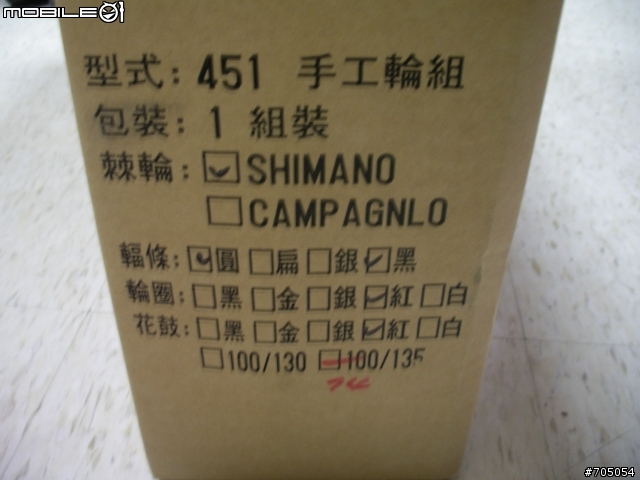 MOBILE01
型式: 451 手工輪組
包裝: 1 組裝
棘輪: SHIMANO
CAMPAGNLO
輻條: 圓 扁 銀 黑
輪圈: 黑 金 銀 紅 白
花鼓: 黑 金 銀 紅 白
100/130 100/135
74
#705054